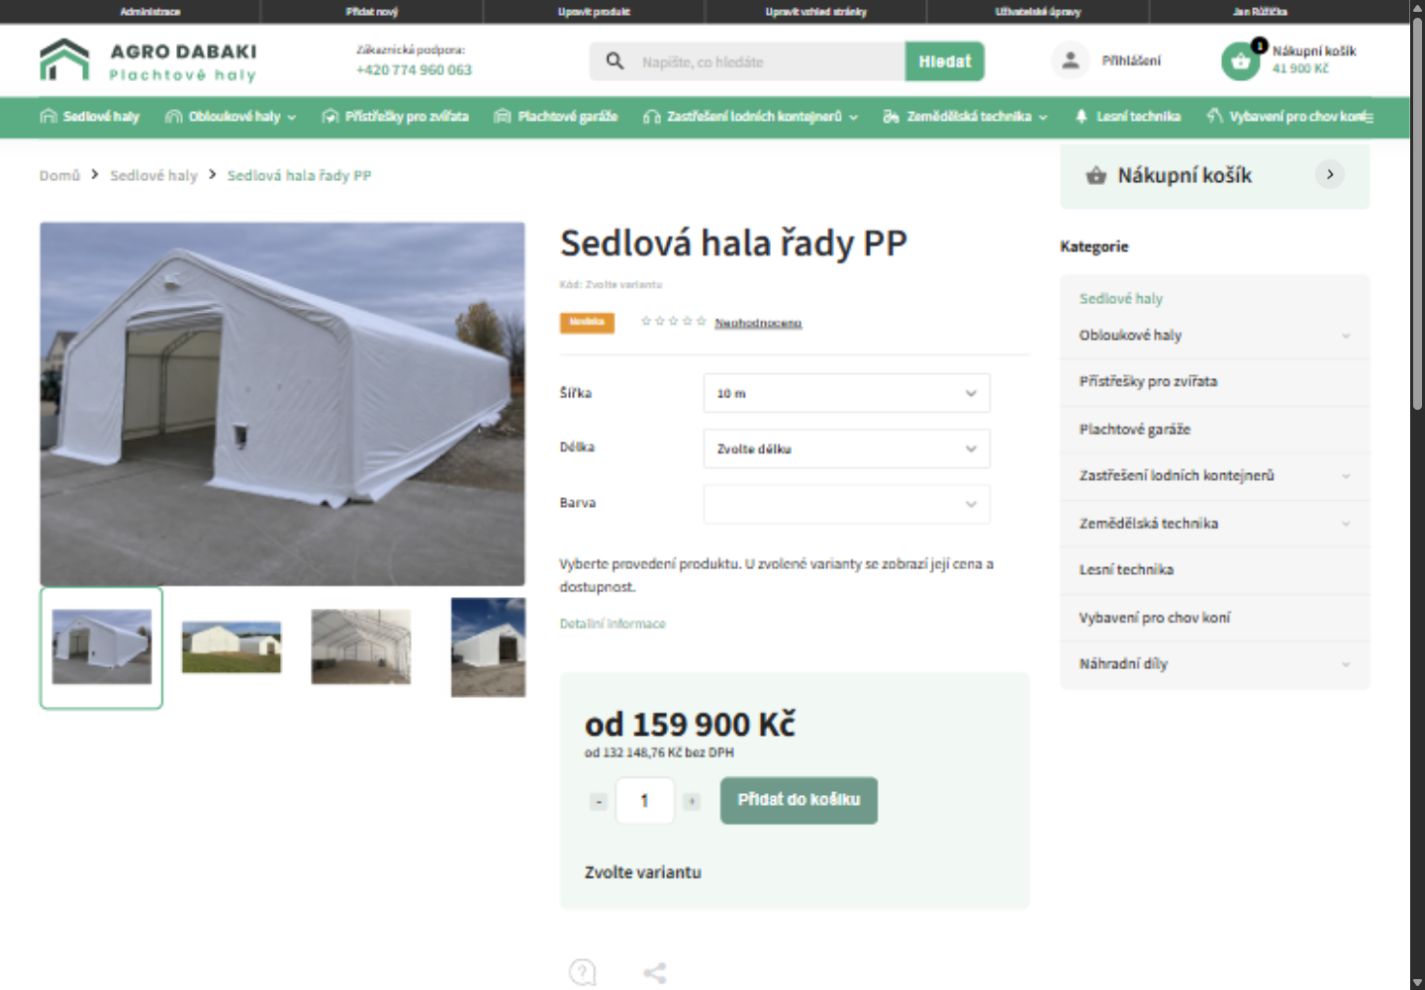 Administrace
Přidat nový
Upravit produkt
Upravit vzhled stránky
Uživatelské úpravy
Jan Růžička
AGRO DABAKI
Plachtové haly
Zákaznická podpora:
+420 774 960 063
Napište, co hledáte
Hledat
Přihlášení
1
Nákupní košík
41 900 Kč
Sedlové haly
Obloukové haly
Přístřešky pro zvířata
Plachtové garáže
Zastřešení lodních kontejnerů
Zemědělská technika
Lesní technika
Vybavení pro chov koní
Domů > Sedlové haly > Sedlová hala řady PP
Nákupní košík
Sedlová hala řady PP
Kód: Zvolte variantu
Novinka
Neohodnoceno
Šířka
10 m
Délka
Zvolte délku
Barva
Vyberte provedení produktu. U zvolené varianty se zobrazí její cena a
dostupnost.
Detailní informace
od 159 900 Kč
od 132 148,76 Kč bez DPH
- 1 +
Přidat do košíku
Zvolte variantu
Kategorie
Sedlové haly
Obloukové haly
Přístřešky pro zvířata
Plachtové garáže
Zastřešení lodních kontejnerů
Zemědělská technika
Lesní technika
Vybavení pro chov koní
Náhradní díly